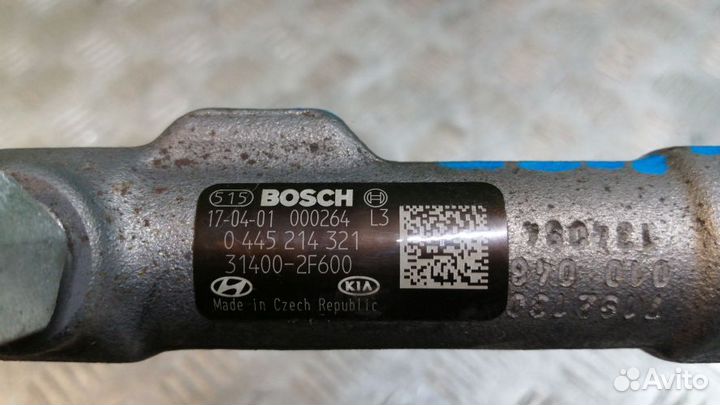 515 BOSCH
17-04-01 000264 L3
0 445 214 321
31400-2F600
KIA
Made in Czech Republic
Avito